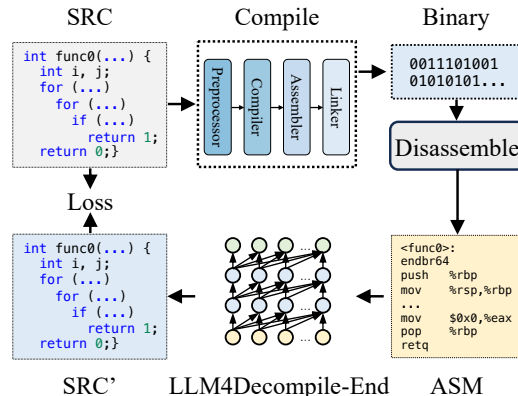 SRC
Compile
Binary
int func0(...) {
int i, j;
for (...)
for (...)
if (...)
return 1;
return 0;}
Preprocessor
Compiler
Assembler
Linker
0011101001
01010101...
Disassemble
Loss
int func0(...) {
int i, j;
for (...)
for (...)
if (...)
return 1;
return 0;}
...
...
...
...
<func0>:
endbr64
push %rbp
mov %rsp,%rbp
...
mov $0x0,%eax
pop %rbp
retq
SRC’
LLM4Decompile-End
ASM